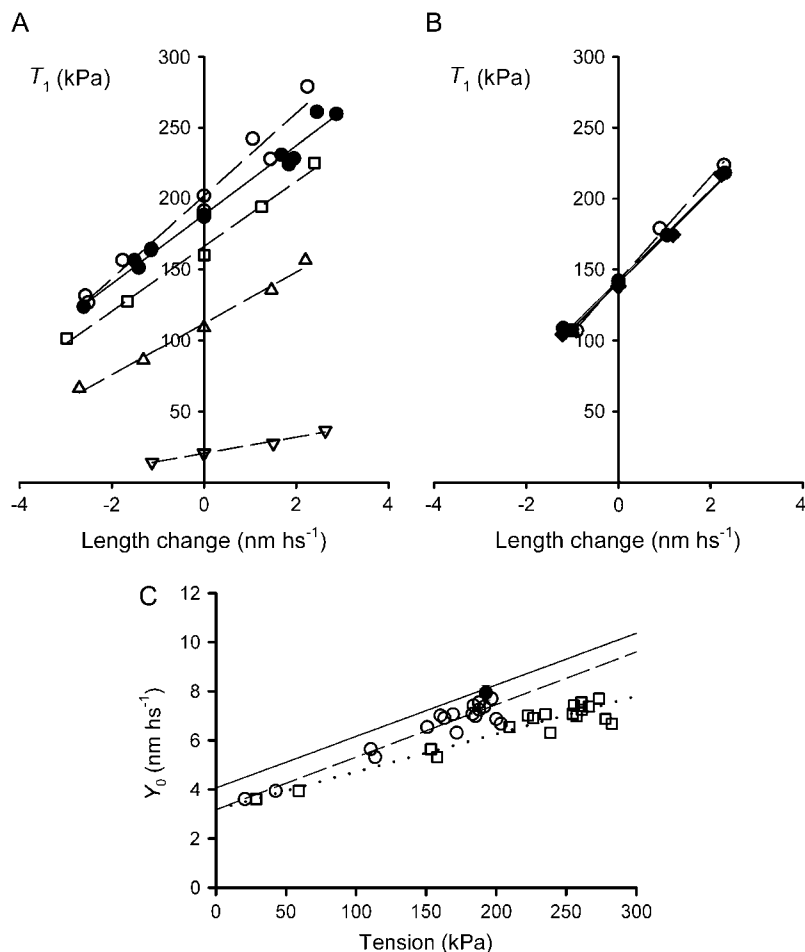 A
B
T1 (kPa)
T1 (kPa)
300
300
250
250
200
200
150
150
100
100
50
50
-4 -2 0 2 4
-4 -2 0 2 4
Length change (nm hs-1)
Length change (nm hs-1)
C
12
10
8
6
4
2
0
Y0 (nm hs-1)
0 50 100 150 200 250 300
Tension (kPa)